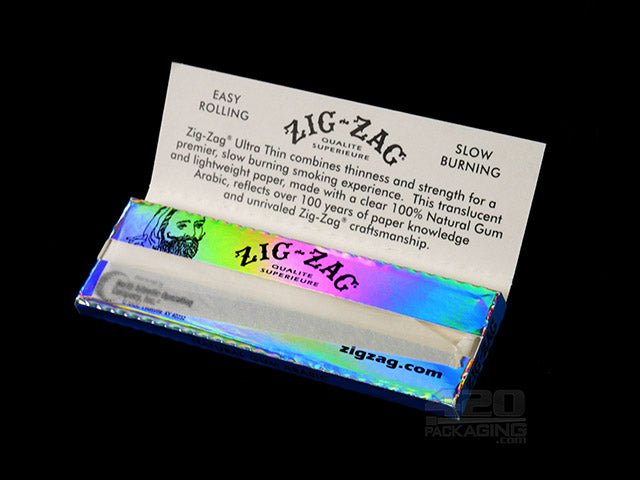 EASY
ROLLING
ZIG-ZAG
QUALITE
SUPERIEURE
SLOW
BURNING
Zig-Zag® Ultra Thin combines thinness and strength for a
premier, slow burning smoking experience. This translucent
and lightweight paper, made with a clear 100% Natural Gum
Arabic, reflects over 100 years of paper knowledge
and unrivaled Zig-Zag® craftsmanship.
ZIG-ZAG
QUALITE
SUPERIEURE
zigzag.com
420
PACKAGING
.com